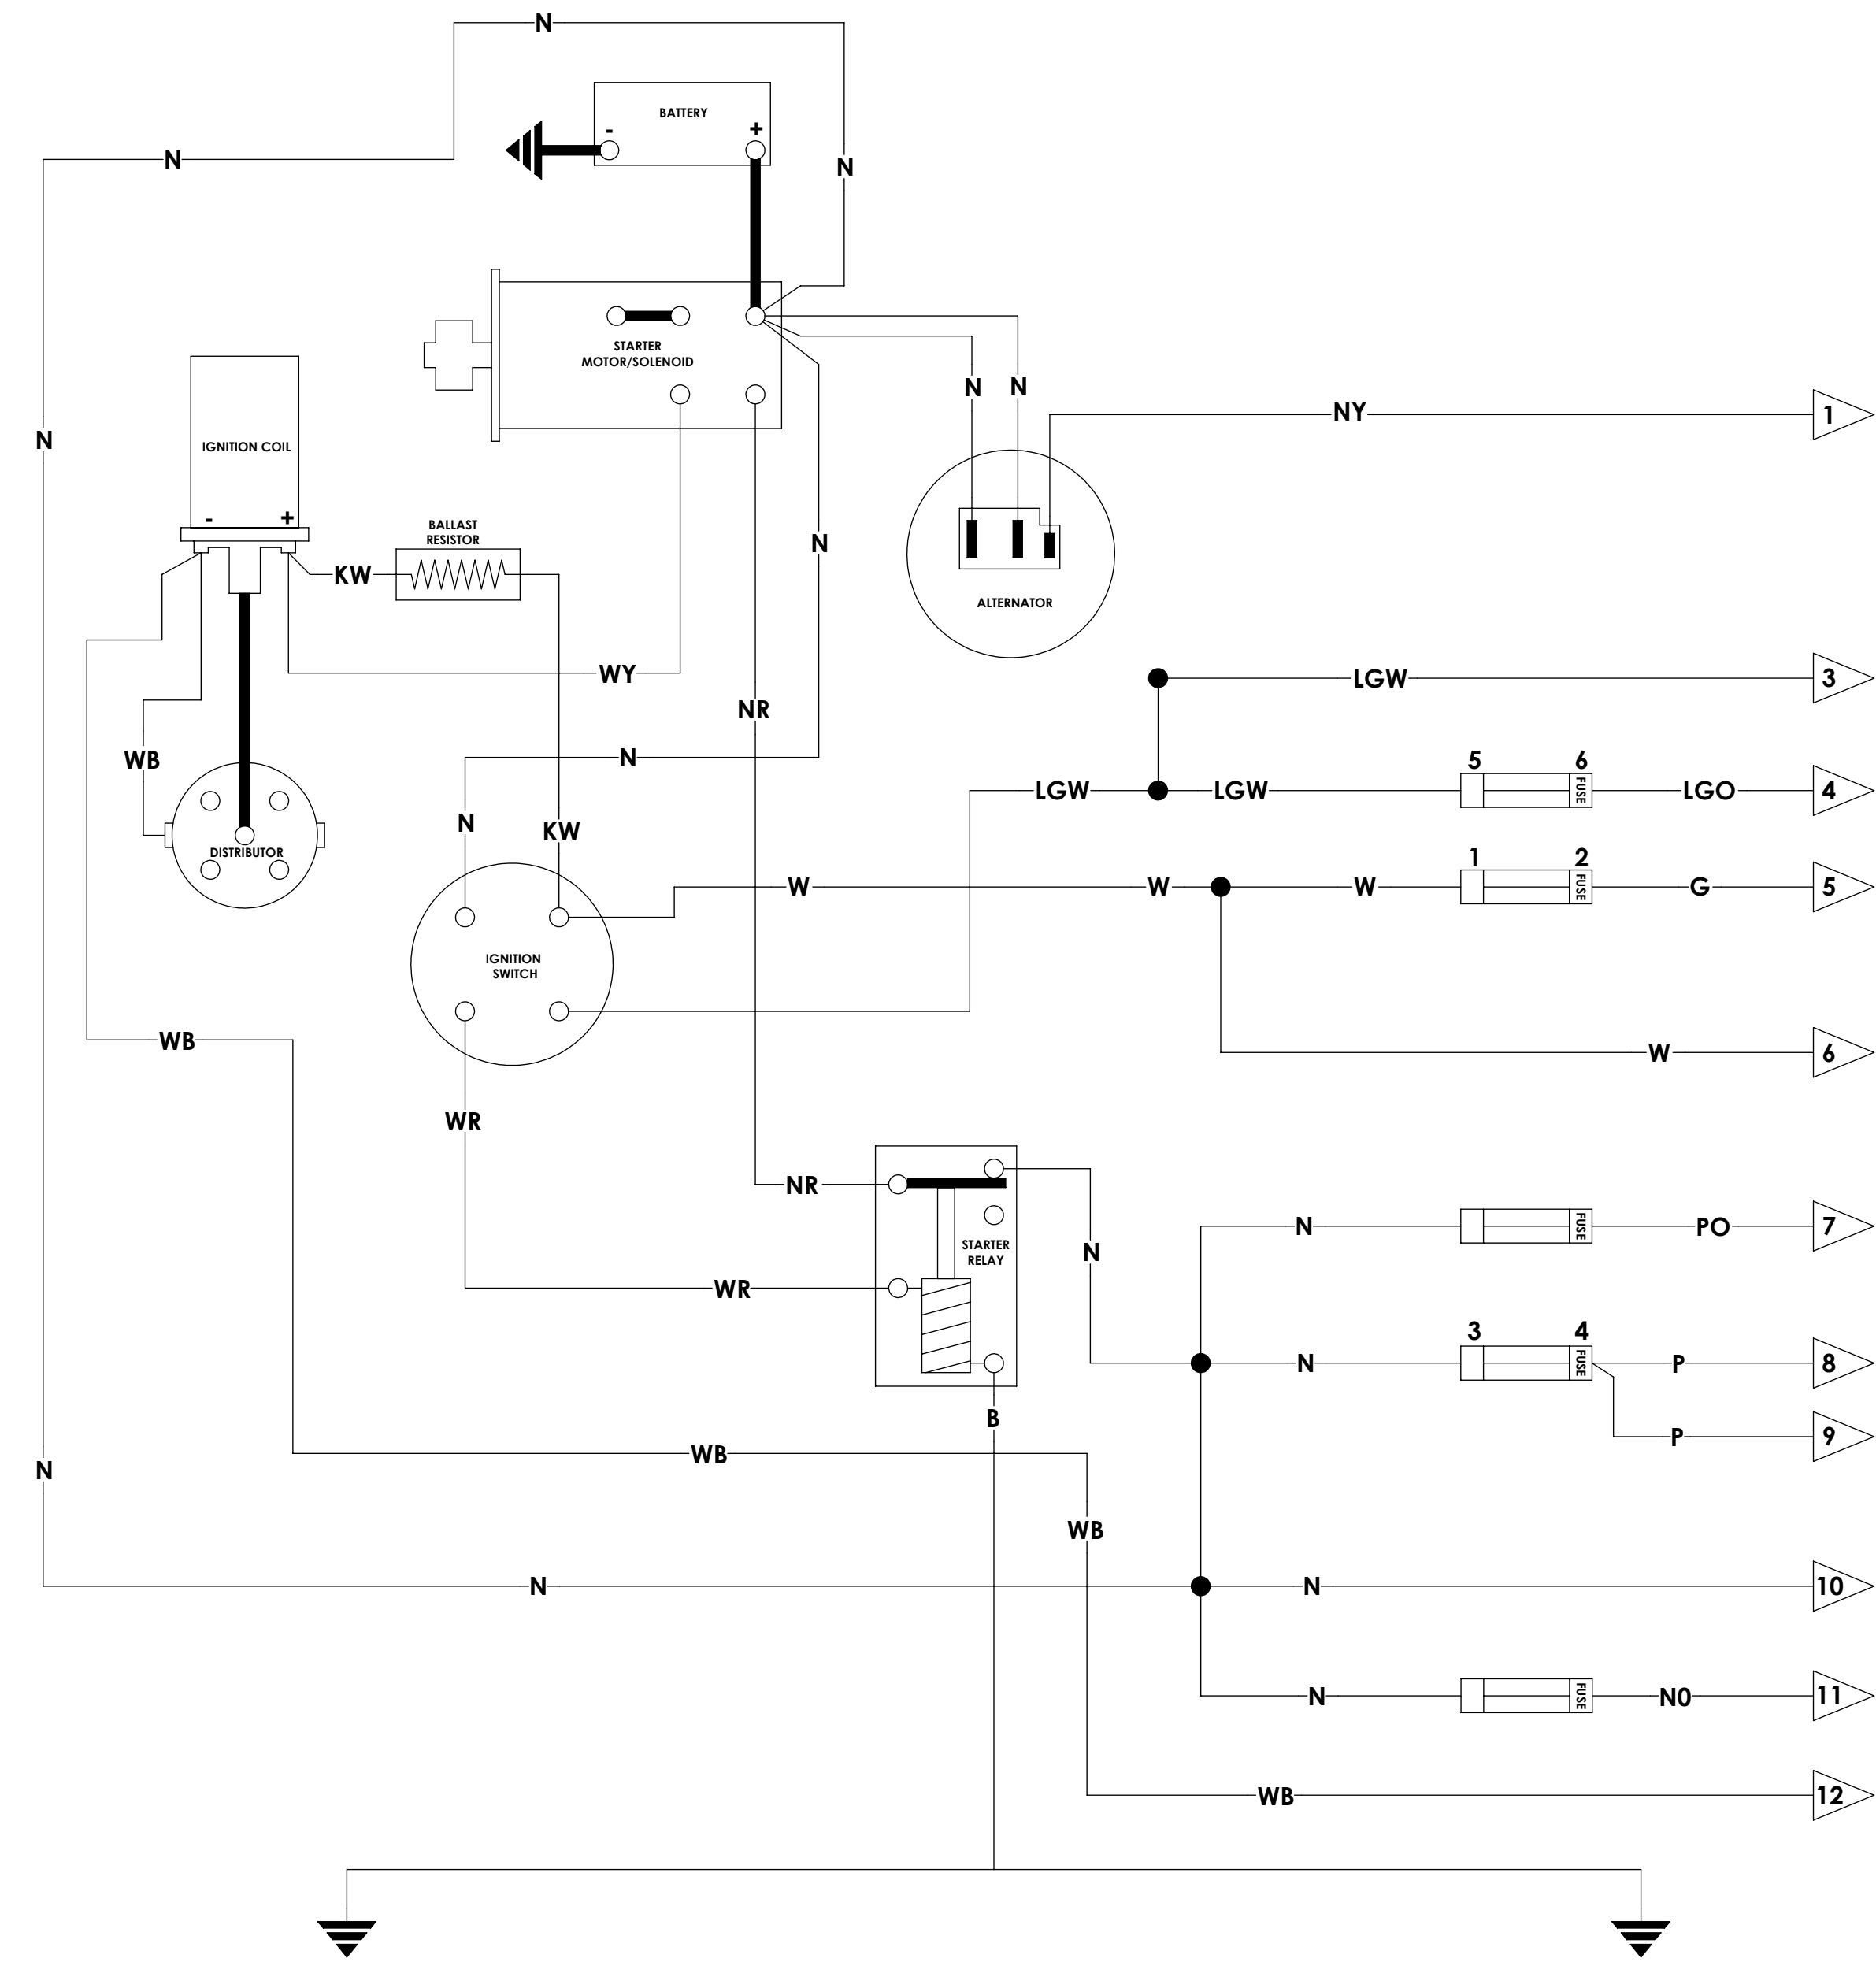 N
BATTERY
-
+
N
N
STARTER
MOTOR/SOLENOID
N
N
NY
1
N
IGNITION COIL
-
+
BALLAST
RESISTOR
N
KW
ALTERNATOR
WY
LGW
3
NR
WB
N
5
6
LGW
LGW
FUSE
LGO
4
N
KW
DISTRIBUTOR
1
2
W
W
W
FUSE
G
5
IGNITION
SWITCH
WB
W
6
WR
NR
STARTER
RELAY
N
N
FUSE
PO
7
WR
3
4
N
FUSE
P
8
B
P
9
WB
N
WB
N
N
10
N
FUSE
N0
11
WB
12